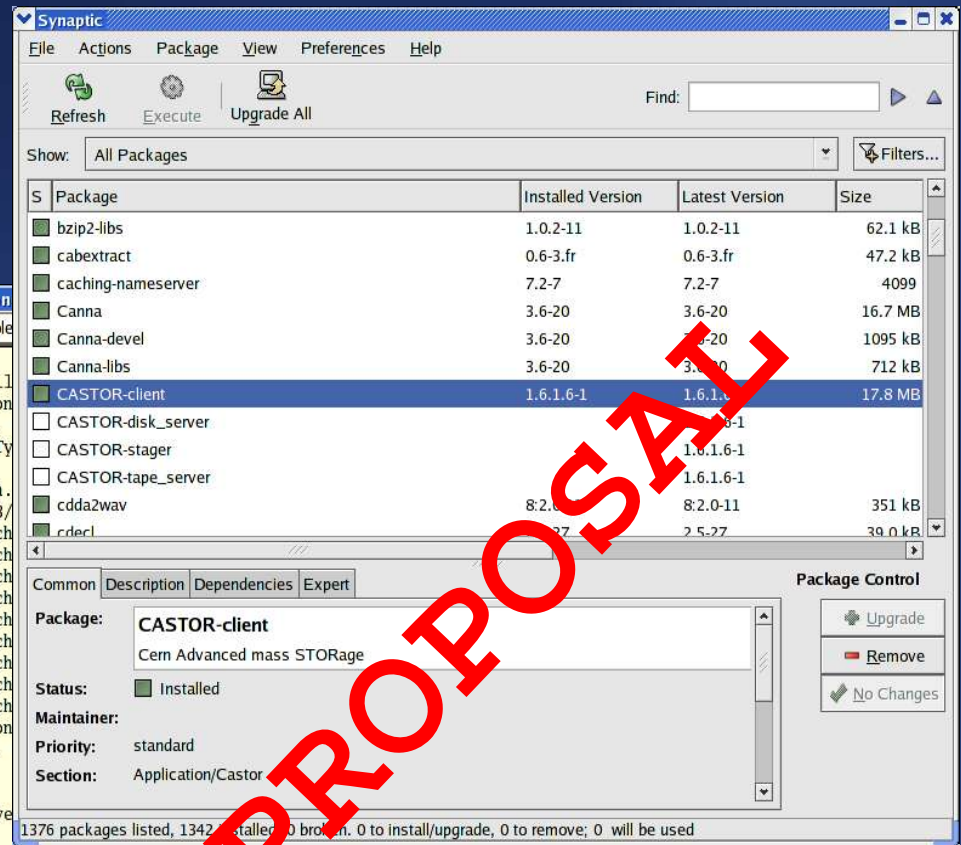 Synaptic
File Actions Package View Preferences Help
Refresh Execute Upgrade All Find:
Show: All Packages Filters...
S Package Installed Version Latest Version Size
bzip2-libs 1.0.2-11 1.0.2-11 62.1 kB
cabextract 0.6-3.fr 0.6-3.fr 47.2 kB
caching-nameserver 7.2-7 7.2-7 4099
Canna 3.6-20 3.6-20 16.7 MB
Canna-devel 3.6-20 1095 kB
Canna-libs 3.6-20 712 kB
CASTOR-client 1.6.1.6-1 17.8 MB
CASTOR-disk_server
CASTOR-stager 1.6.1.6-1
CASTOR-tape_server 1.6.1.6-1
cdda2wav 8:2.0-11 351 kB
cdecl 2.5-27 39.0 kB
Common Description Dependencies Expert Package Control
Package: CASTOR-client Upgrade
Cern Advanced mass STORage Remove
Status: Installed No Changes
Maintainer:
Priority: standard
Section: Application/Castor
1376 packages listed, 1342 0 0 to install/upgrade, 0 to remove; 0 will be used
PROPOSAL